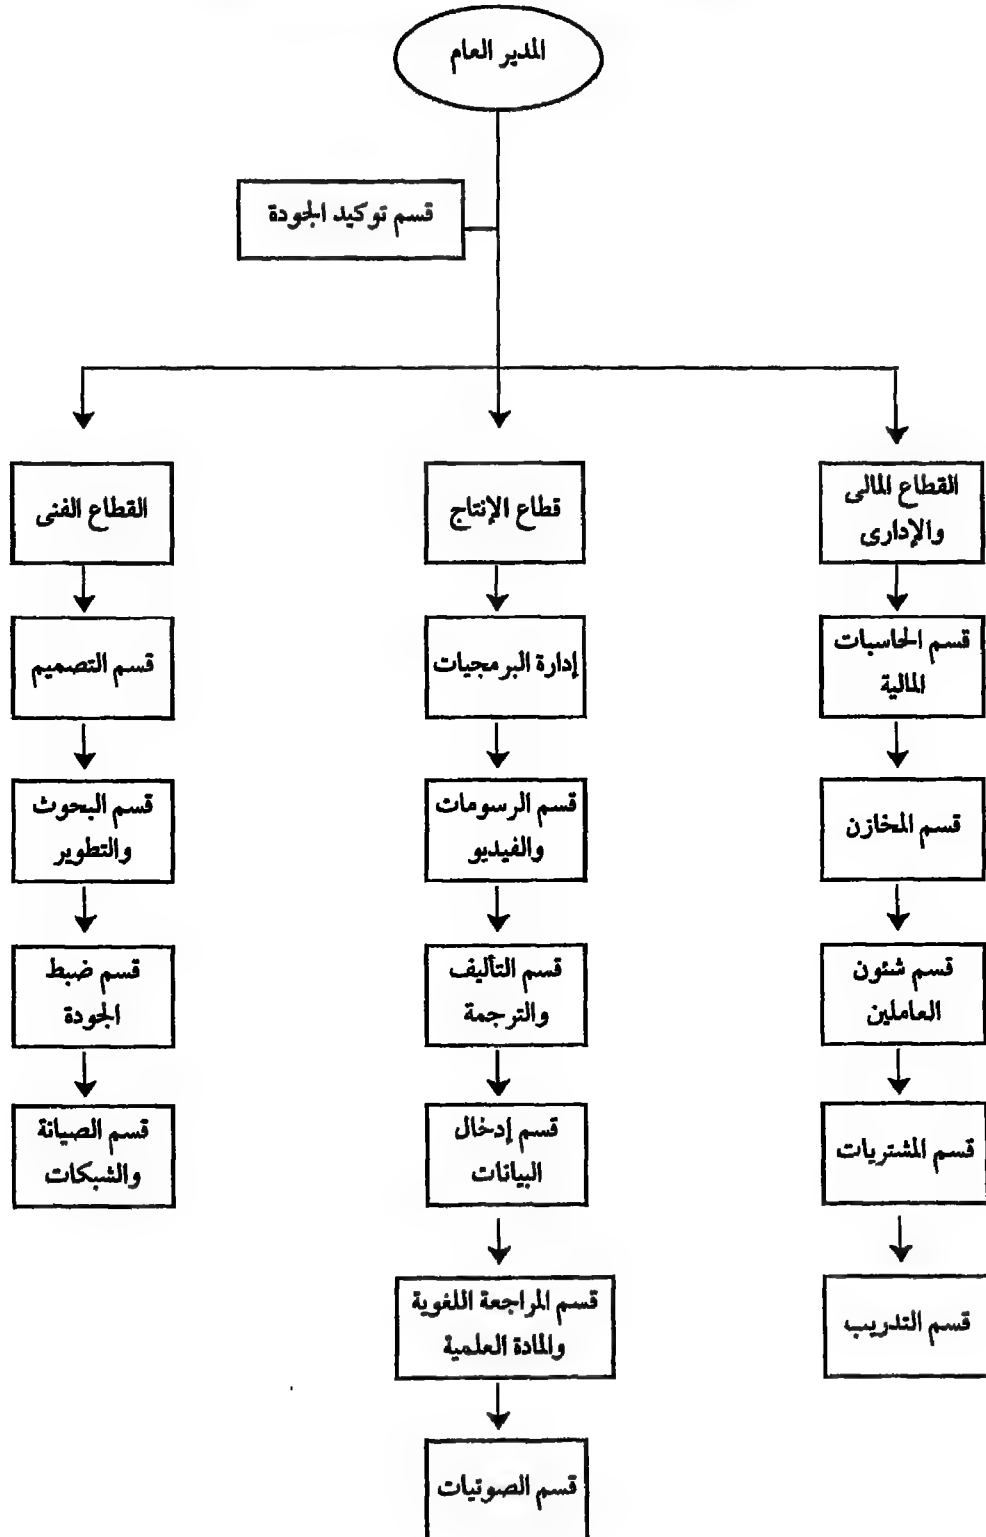 المدير العام
قسم توكيد الجودة
القطاع المالى
والإدارى
قسم الحاسبات
المالية
قسم المخازن
قسم شئون
العاملين
قسم المشتريات
قسم التدريب
قطاع الإنتاج
إدارة البرمجيات
قسم الرسومات
والفيديو
قسم التأليف
والترجمة
قسم إدخال
البيانات
قسم المراجعة اللغوية
والمادة العلمية
قسم الصوتيات
القطاع الفنى
قسم التصميم
قسم البحوث
والتطوير
قسم ضبط
الجودة
قسم الصيانة
والشبكات